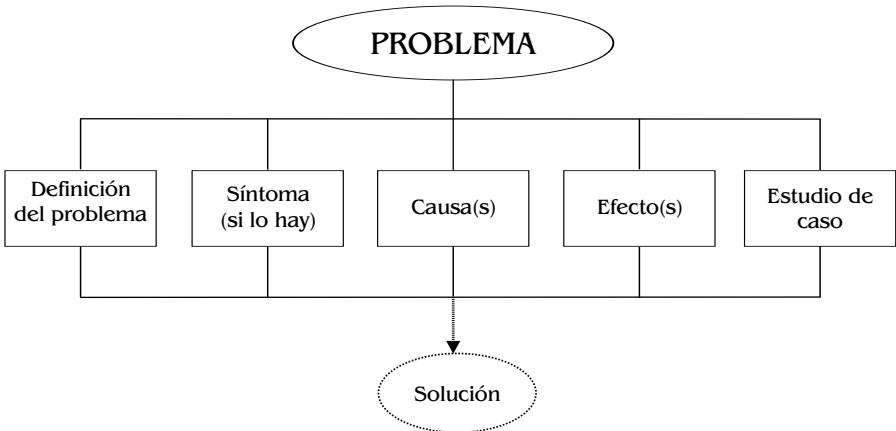 PROBLEMA
Definición
del problema
Síntoma
(si lo hay)
Causa(s)
Efecto(s)
Estudio de
caso
Solución